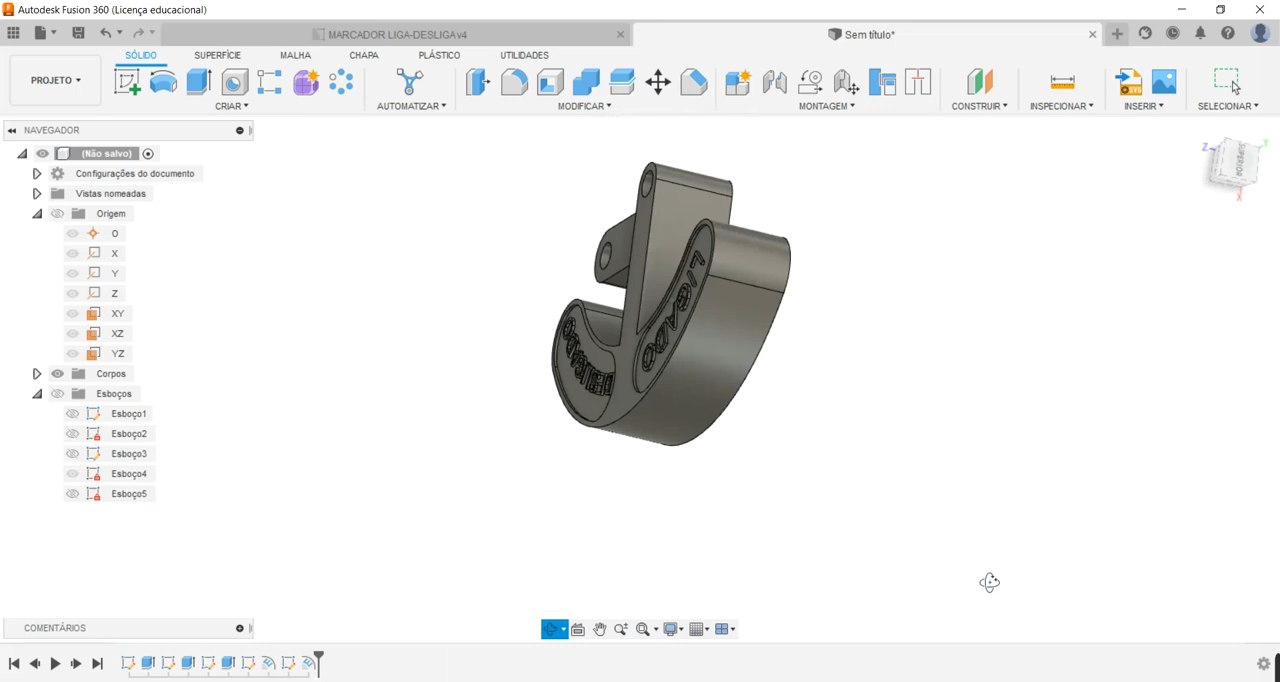 Autodesk Fusion 360 (Licença educacional)
MARCADOR LIGA-DESLIGA v4
Sem título*
SÓLIDO SUPERFÍCIE MALHA CHAPA PLÁSTICO UTILIDADES
PROJETO
CRIAR AUTOMATIZAR MODIFICAR MONTAGEM CONSTRUIR INSPECIONAR INSERIR SELECIONAR
NAVEGADOR
(Não salvo)
Configurações do documento
Vistas nomeadas
Origem
O
X
Y
Z
XY
XZ
YZ
Corpos
Esboços
Esboço1
Esboço2
Esboço3
Esboço4
Esboço5
LIGADO
Z
Y
SUPERIOR
X
COMENTÁRIOS